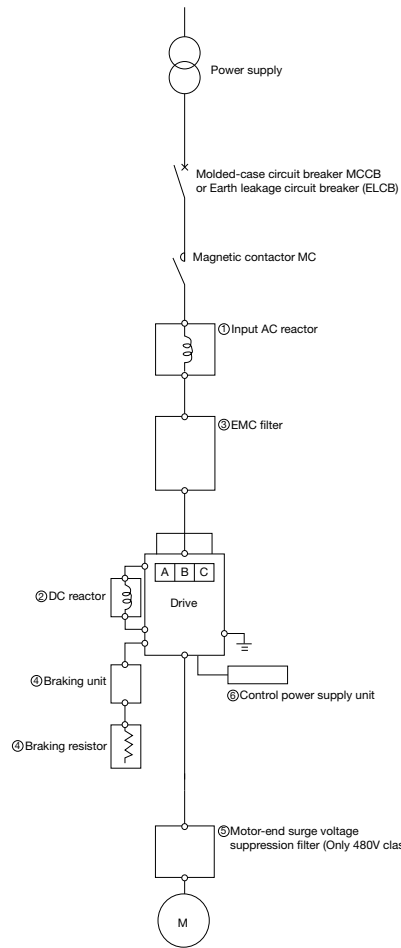 Power supply
Molded-case circuit breaker MCCB
or Earth leakage circuit breaker (ELCB)
Magnetic contactor MC
①Input AC reactor
③EMC filter
A B C
Drive
②DC reactor
④Braking unit
⑥Control power supply unit
④Braking resistor
⑤Motor-end surge voltage
suppression filter (Only 480V clas
M